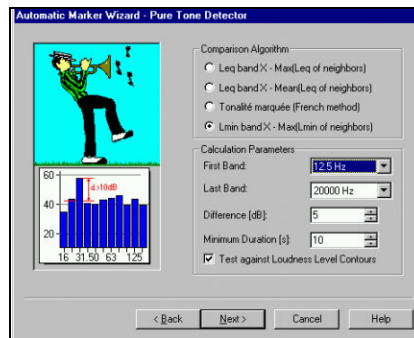 Automatic Marker Wizard - Pure Tone Detector
Comparison Algorithm
Leq band X - Max(Leq of neighbors)
Leq band X - Mean(Leq of neighbors)
Tonalité marquée (French method)
Lmin band X - Max(Lmin of neighbors)
Calculation Parameters
First Band: 12.5 Hz
Last Band: 20000 Hz
Difference [dB]: 5
Minimum Duration [s]: 10
Test against Loudness Level Contours
60
d>10dB
40
20
16 31.50 63 125
< Back Next > Cancel Help